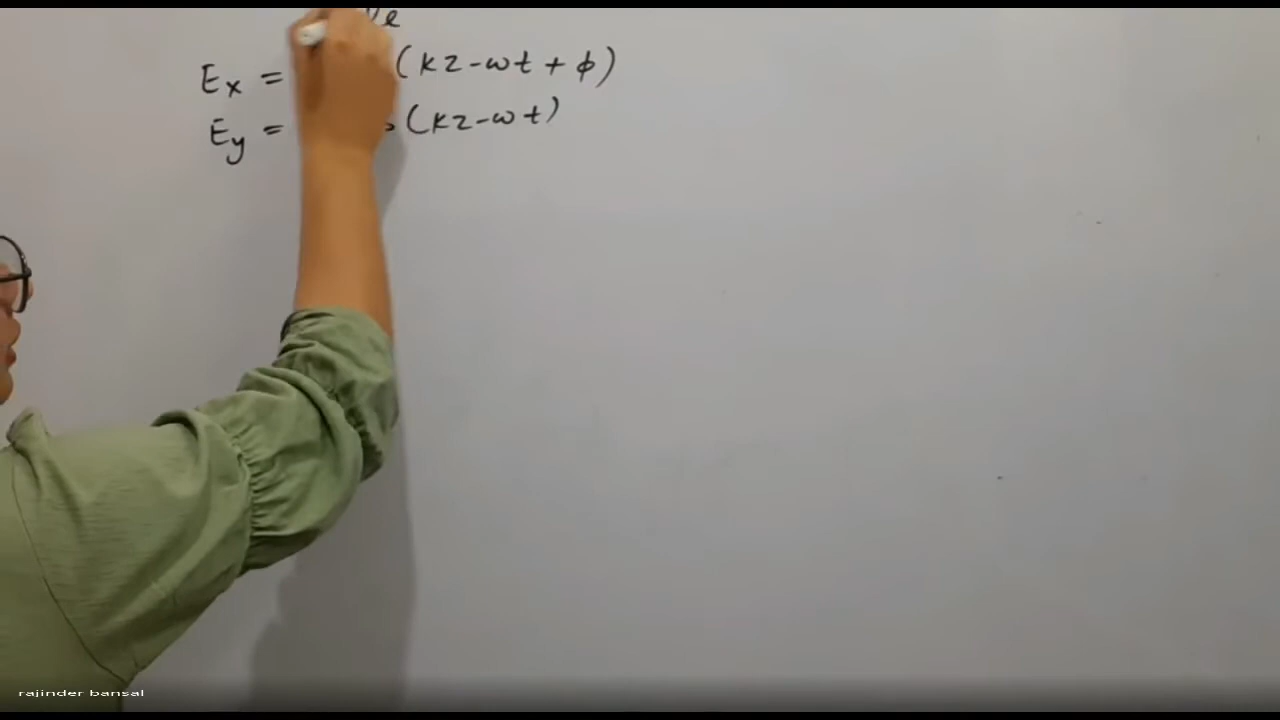 Ex = (kz-ωt+ϕ)
Ey = (kz-ωt)
rajinder bansal